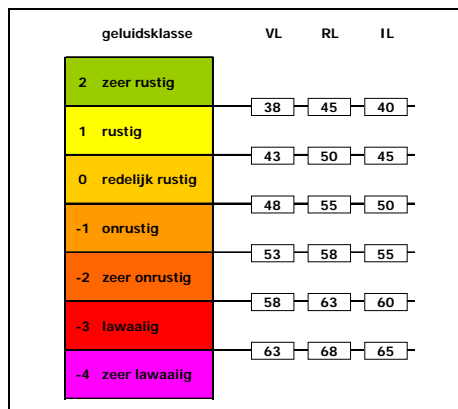 geluidsklasse VL RL IL
2 zeer rustig
38 45 40
1 rustig
43 50 45
0 redelijk rustig
48 55 50
-1 onrustig
53 58 55
-2 zeer onrustig
58 63 60
-3 lawaaiig
63 68 65
-4 zeer lawaaiig